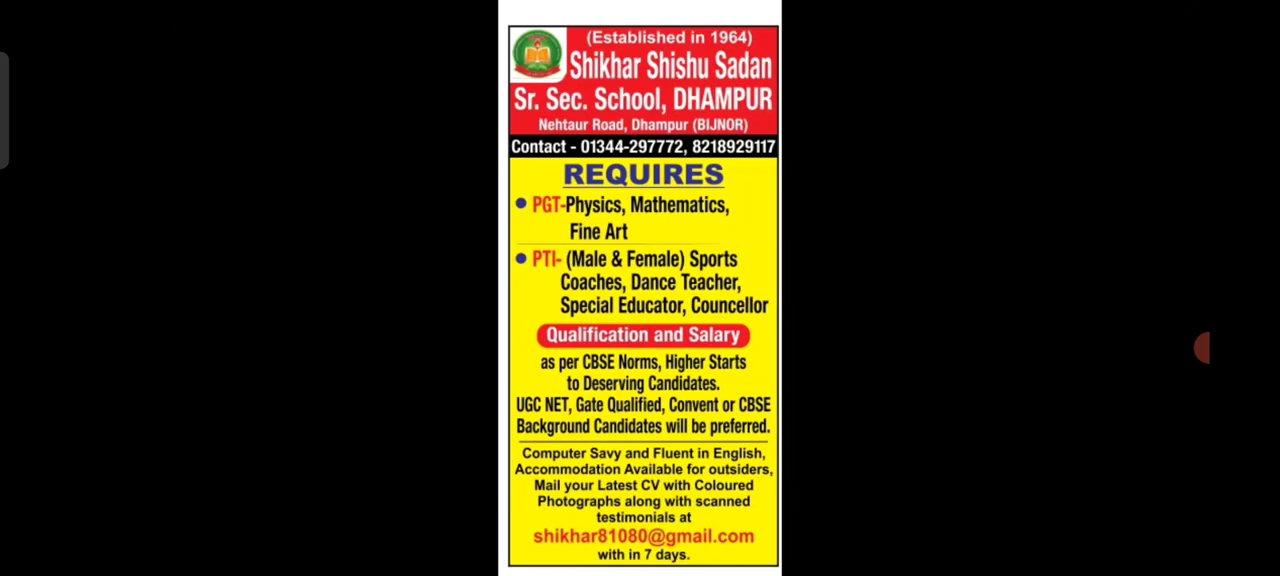 (Established in 1964)
Shikhar Shishu Sadan
Sr. Sec. School, DHAMPUR
Nehtaur Road, Dhampur (BIJNOR)
Contact - 01344-297772, 8218929117
REQUIRES
• PGT-Physics, Mathematics,
Fine Art
• PTI- (Male & Female) Sports
Coaches, Dance Teacher,
Special Educator, Councellor
Qualification and Salary
as per CBSE Norms, Higher Starts
to Deserving Candidates.
UGC NET, Gate Qualified, Convent or CBSE
Background Candidates will be preferred.
Computer Savy and Fluent in English,
Accommodation Available for outsiders,
Mail your Latest CV with Coloured
Photographs along with scanned
testimonials at
shikhar81080@gmail.com
with in 7 days.